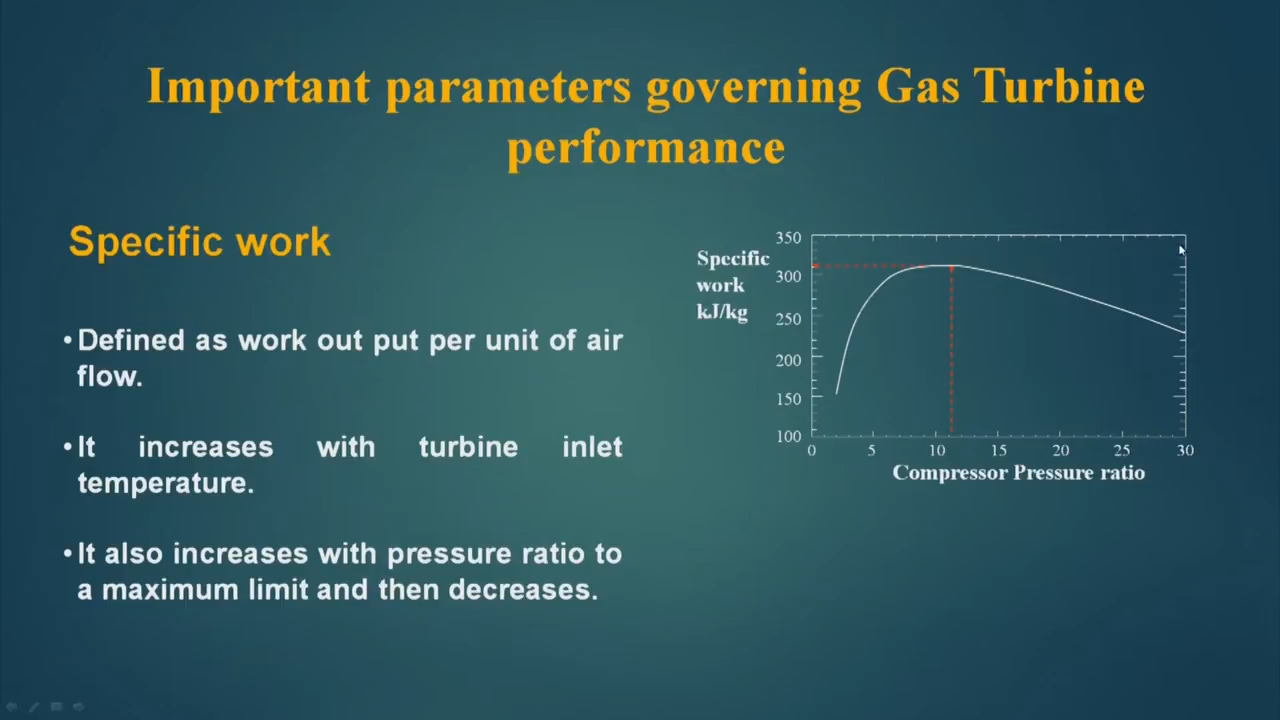 Important parameters governing Gas Turbine
performance
Specific work
• Defined as work out put per unit of air
flow.
• It increases with turbine inlet
temperature.
• It also increases with pressure ratio to
a maximum limit and then decreases.
Specific
work
kJ/kg
350
300
250
200
150
100
0 5 10 15 20 25 30
Compressor Pressure ratio